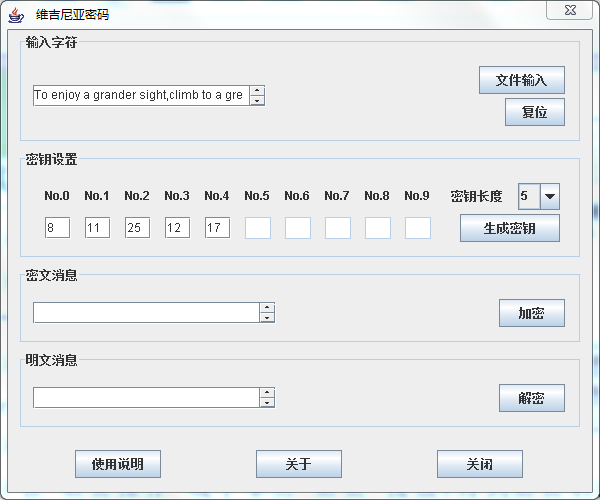 维吉尼亚密码
输入字符
To enjoy a grander sight,climb to a gre
文件输入
复位
密钥设置
No.0 No.1 No.2 No.3 No.4 No.5 No.6 No.7 No.8 No.9 密钥长度 5
8 11 25 12 17 生成密钥
密文消息
加密
明文消息
解密
使用说明 关于 关闭